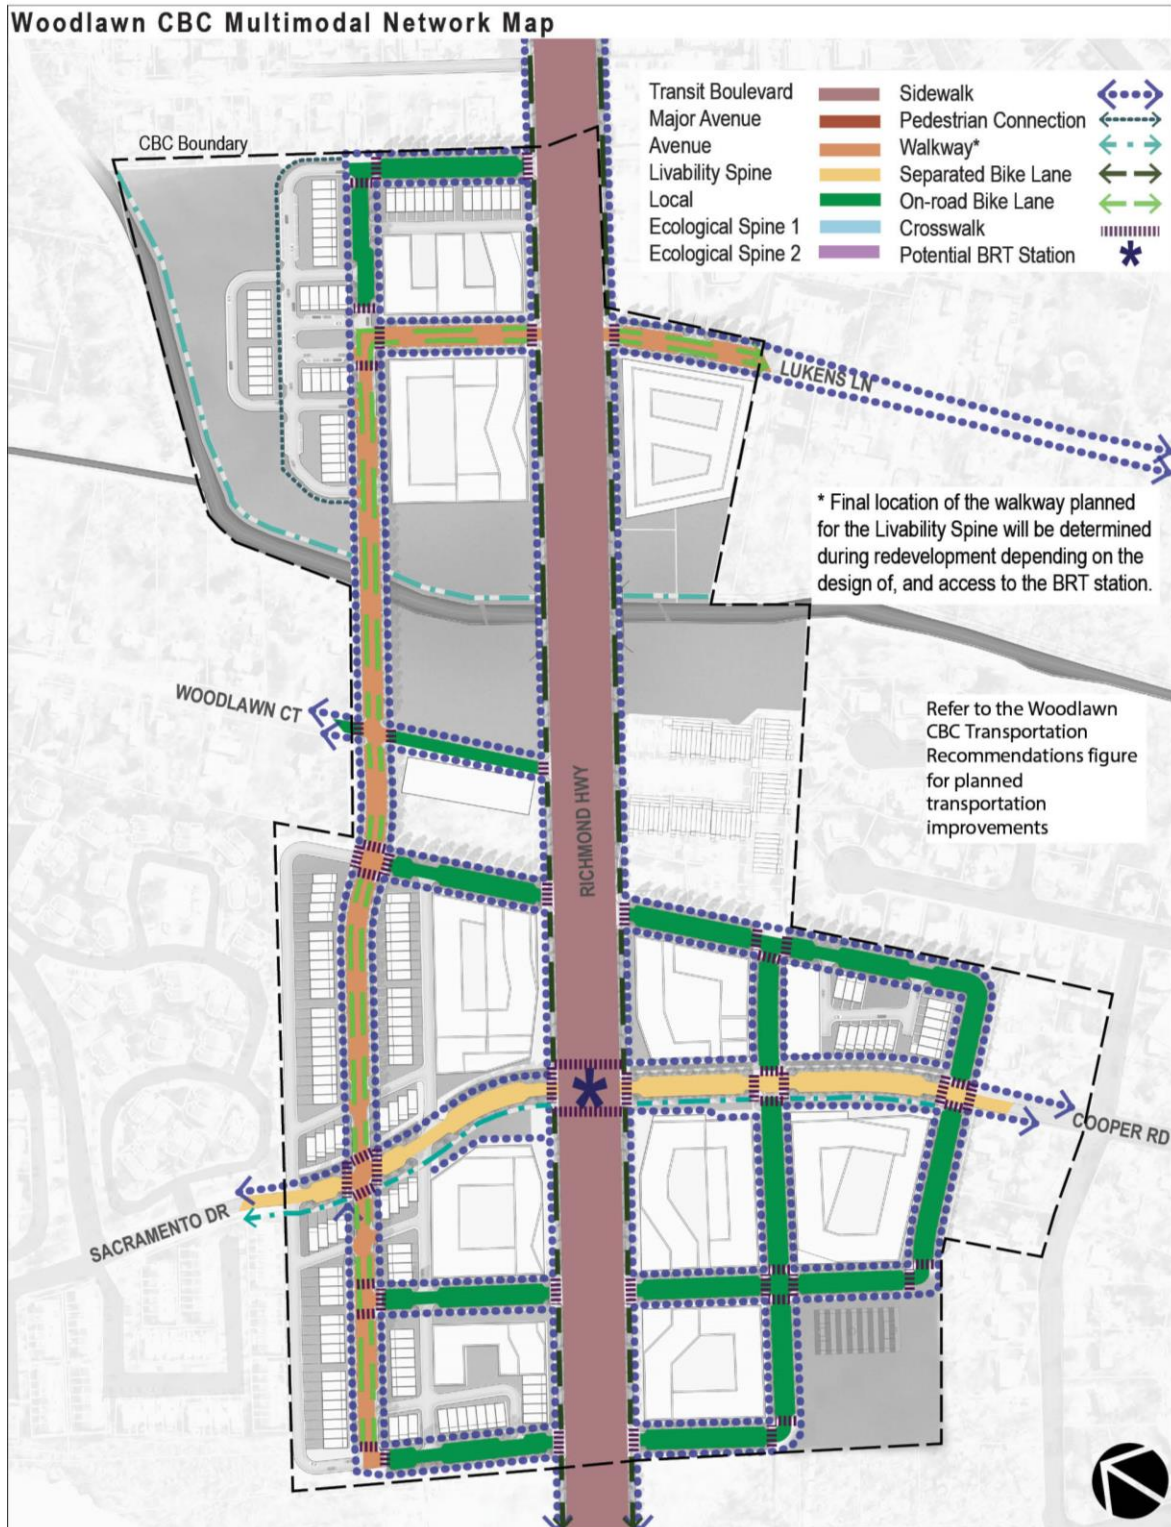 Woodlawn CBC Multimodal Network Map
CBC Boundary
Transit Boulevard
Major Avenue
Avenue
Livability Spine
Local
Ecological Spine 1
Ecological Spine 2
Sidewalk
Pedestrian Connection
Walkway*
Separated Bike Lane
On-road Bike Lane
Crosswalk
Potential BRT Station
LUKENS LN
* Final location of the walkway planned
for the Livability Spine will be determined
during redevelopment depending on the
design of, and access to the BRT station.
WOODLAWN CT
Refer to the Woodlawn
CBC Transportation
Recommendations figure
for planned
transportation
improvements
RICHMOND HWY
COOPER RD
SACRAMENTO DR